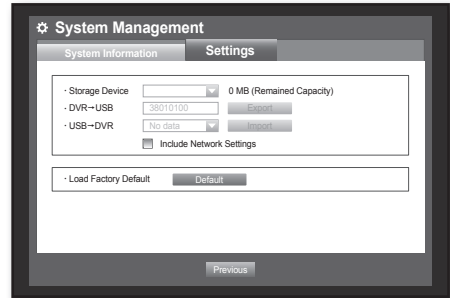 System Management
System Information Settings
· Storage Device 0 MB (Remained Capacity)
· DVR→USB 38010100 Export
· USB→DVR No data Import
Include Network Settings
· Load Factory Default Default
Previous